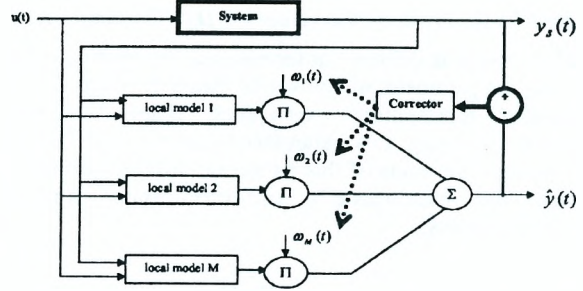 u(t)
System
y_s(t)
ω_1(t)
local model 1
Π
Corrector
+
-
ω_2(t)
local model 2
Π
Σ
ŷ(t)
ω_M(t)
local model M
Π